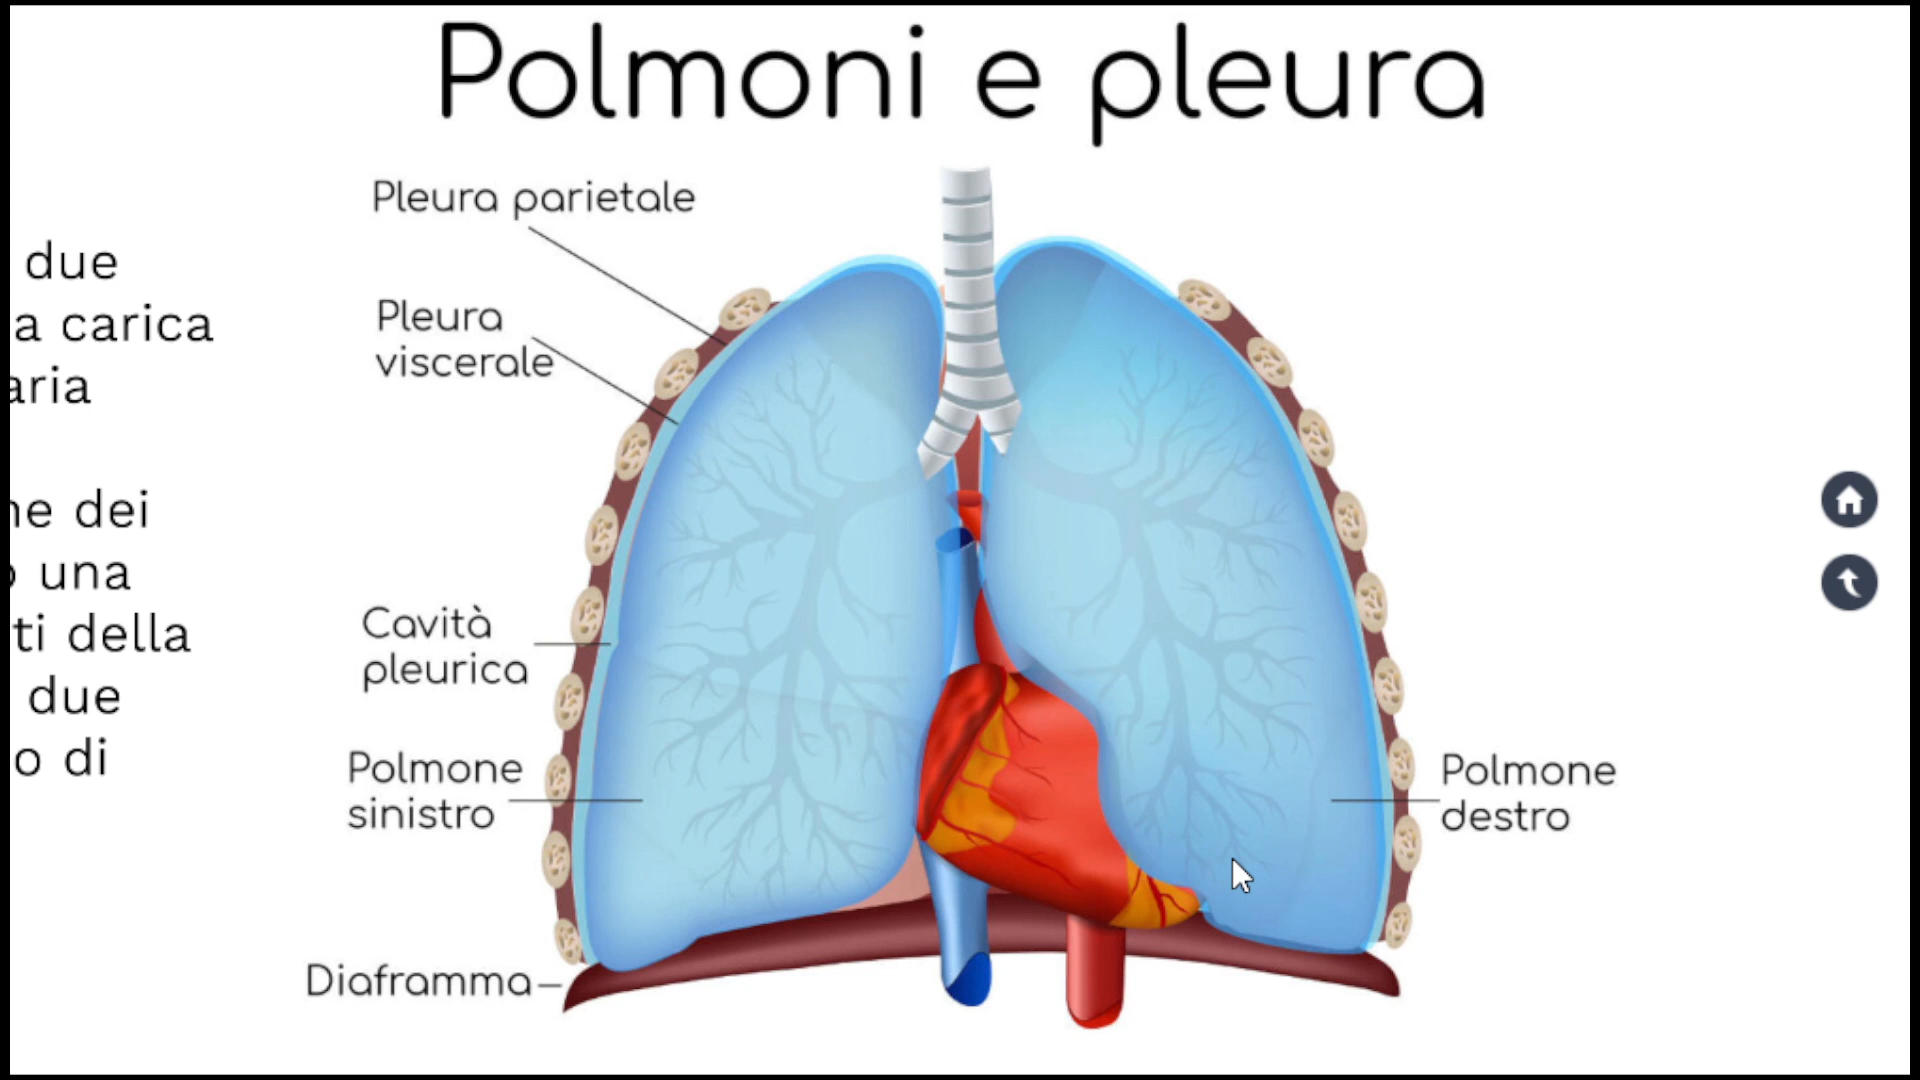 Polmoni e pleura
due
a carica
aria
dei
una
ti della
due
o di
Pleura parietale
Pleura
viscerale
Cavità
pleurica
Polmone
sinistro
Diaframma
Polmone
destro